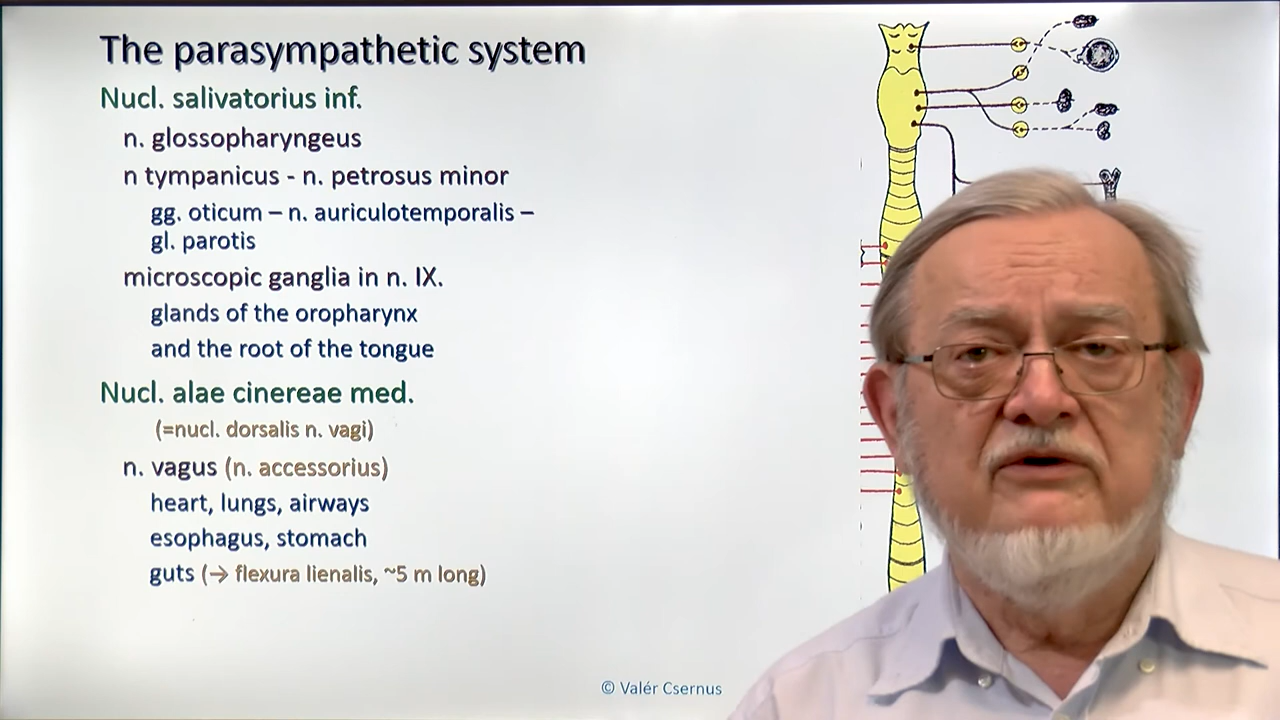 The parasympathetic system
Nucl. salivatorius inf.
n. glossopharyngeus
n tympanicus - n. petrosus minor
gg. oticum – n. auriculotemporalis –
gl. parotis
microscopic ganglia in n. IX.
glands of the oropharynx
and the root of the tongue
Nucl. alae cinereae med.
(=nucl. dorsalis n. vagi)
n. vagus (n. accessorius)
heart, lungs, airways
esophagus, stomach
guts (→ flexura lienalis, ~5 m long)
© Valér Csernus